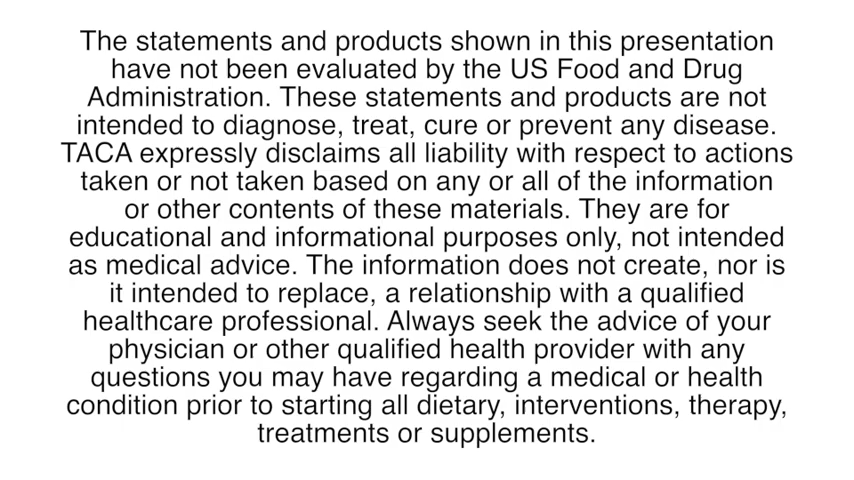 The statements and products shown in this presentation
have not been evaluated by the US Food and Drug
Administration. These statements and products are not
intended to diagnose, treat, cure or prevent any disease.
TACA expressly disclaims all liability with respect to actions
taken or not taken based on any or all of the information
or other contents of these materials. They are for
educational and informational purposes only, not intended
as medical advice. The information does not create, nor is
it intended to replace, a relationship with a qualified
healthcare professional. Always seek the advice of your
physician or other qualified health provider with any
questions you may have regarding a medical or health
condition prior to starting all dietary, interventions, therapy,
treatments or supplements.